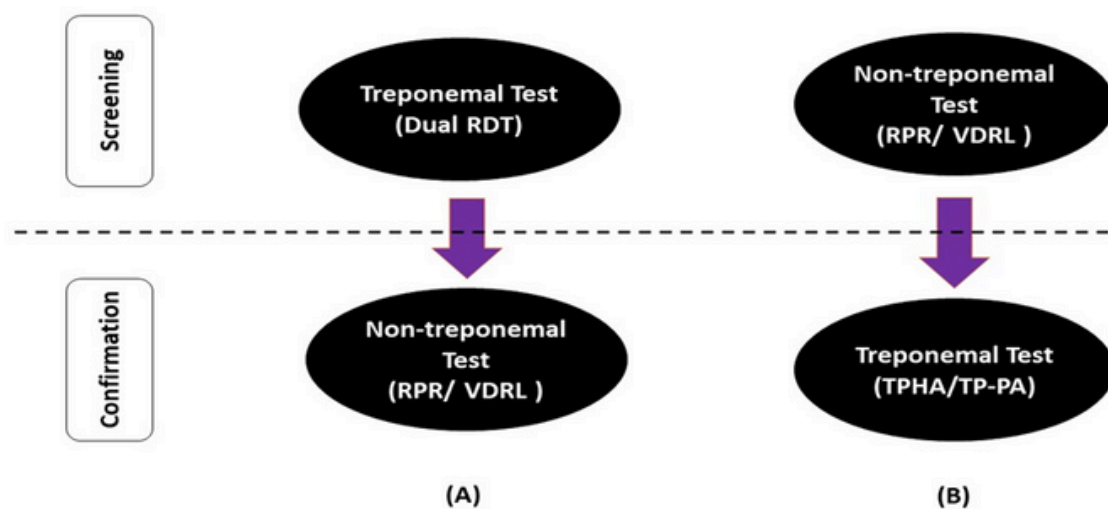 Screening
Treponemal Test
(Dual RDT)
Non-treponemal
Test
(RPR/ VDRL )
Confirmation
Non-treponemal
Test
(RPR/ VDRL )
Treponemal Test
(TPHA/TP-PA)
(A)
(B)